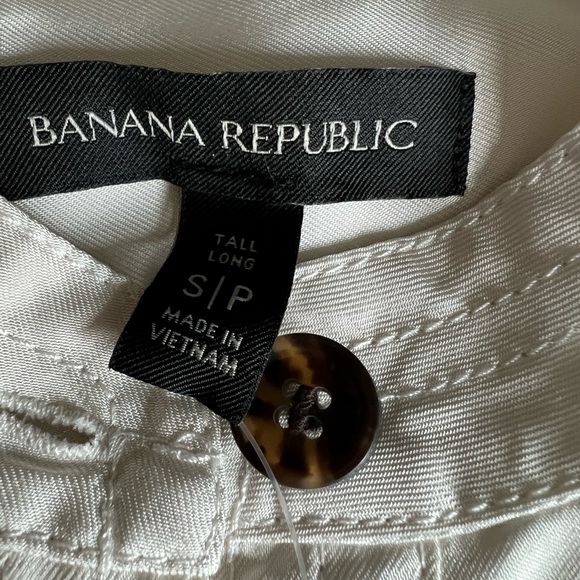 BANANA REPUBLIC
TALL
LONG
S|P
MADE IN
VIETNAM